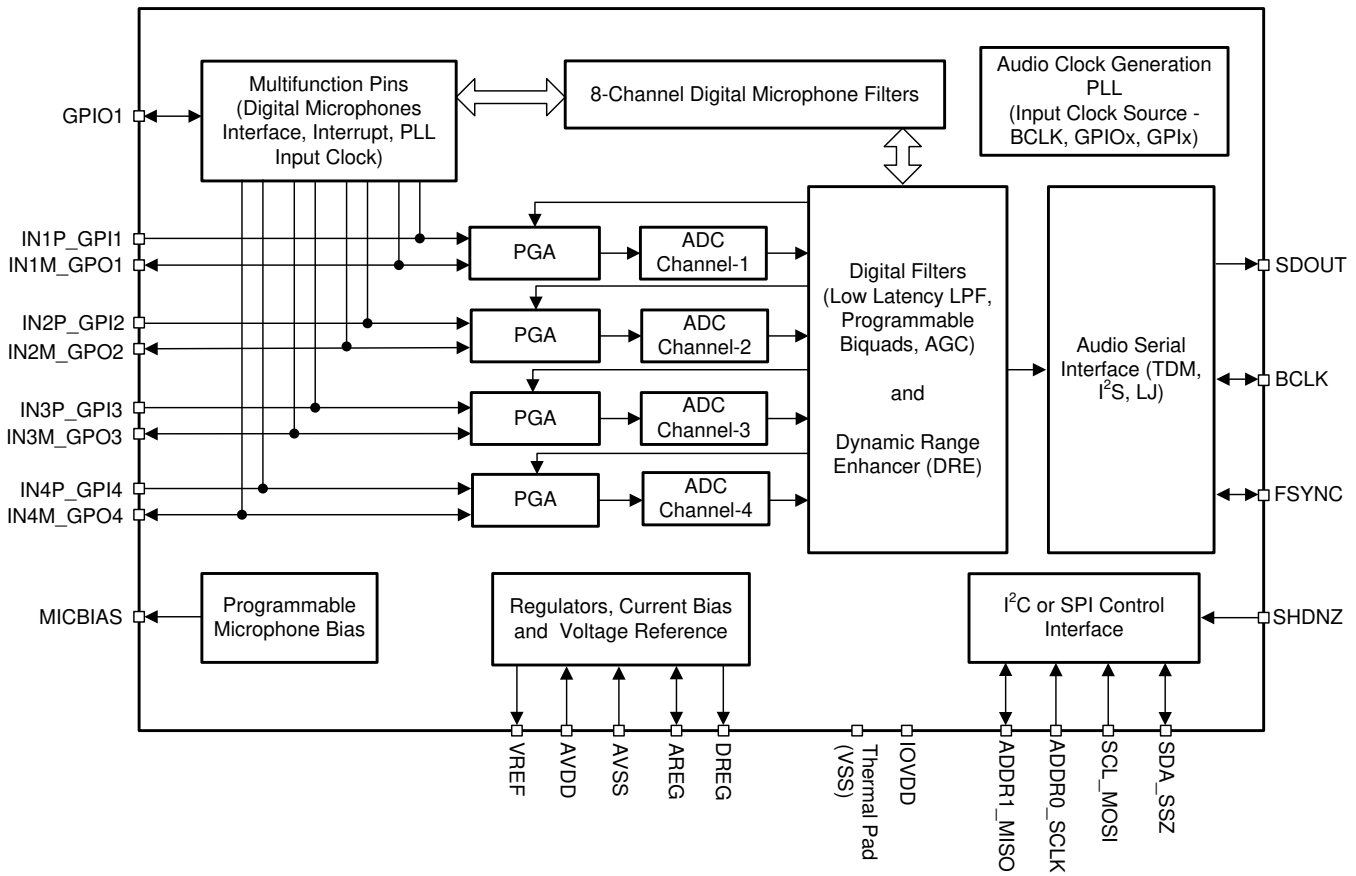 Multifunction Pins
(Digital Microphones
Interface, Interrupt, PLL
Input Clock)
8-Channel Digital Microphone Filters
Audio Clock Generation
PLL
(Input Clock Source -
BCLK, GPIOx, GPIx)
GPIO1
IN1P_GPI1
IN1M_GPO1
IN2P_GPI2
IN2M_GPO2
IN3P_GPI3
IN3M_GPO3
IN4P_GPI4
IN4M_GPO4
MICBIAS
PGA
ADC
Channel-1
PGA
ADC
Channel-2
PGA
ADC
Channel-3
PGA
ADC
Channel-4
Digital Filters
(Low Latency LPF,
Programmable
Biquads, AGC)
and
Dynamic Range
Enhancer (DRE)
Audio Serial
Interface (TDM,
I²S, LJ)
SDOUT
BCLK
FSYNC
SHDNZ
Programmable
Microphone Bias
Regulators, Current Bias
and Voltage Reference
I²C or SPI Control
Interface
VREF
AVDD
AVSS
AREG
DREG
Thermal Pad
(VSS)
IOVDD
ADDR1_MISO
ADDR0_SCLK
SCL_MOSI
SDA_SSZ